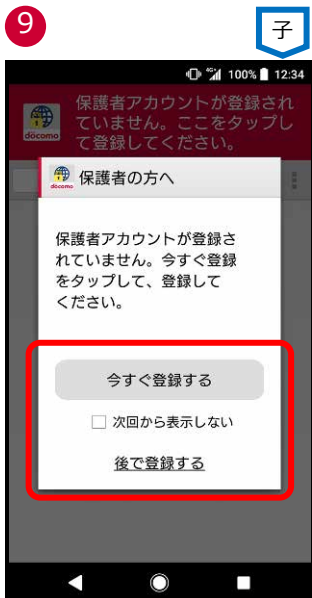 9
子
4G 100% 12:34
docomo
保護者アカウントが登録され
ていません。ここをタップし
て登録してください。
docomo
保護者の方へ
保護者アカウントが登録さ
れていません。今すぐ登録
をタップして、登録して
ください。
今すぐ登録する
次回から表示しない
後で登録する